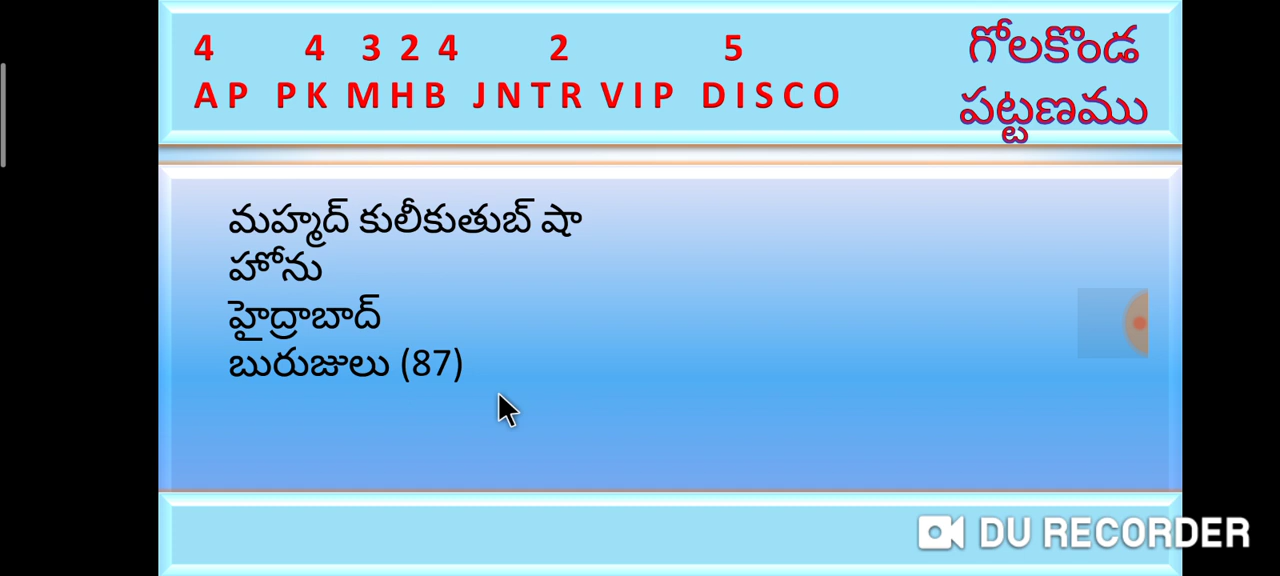 4 4 3 2 4 2 5
A P P K M H B J N T R V I P D I S C O
గోలకొండ
పట్టణము
మహ్మద్ కులీకుతుబ్ షా
హోను
హైద్రాబాద్
బురుజులు (87)
DU RECORDER